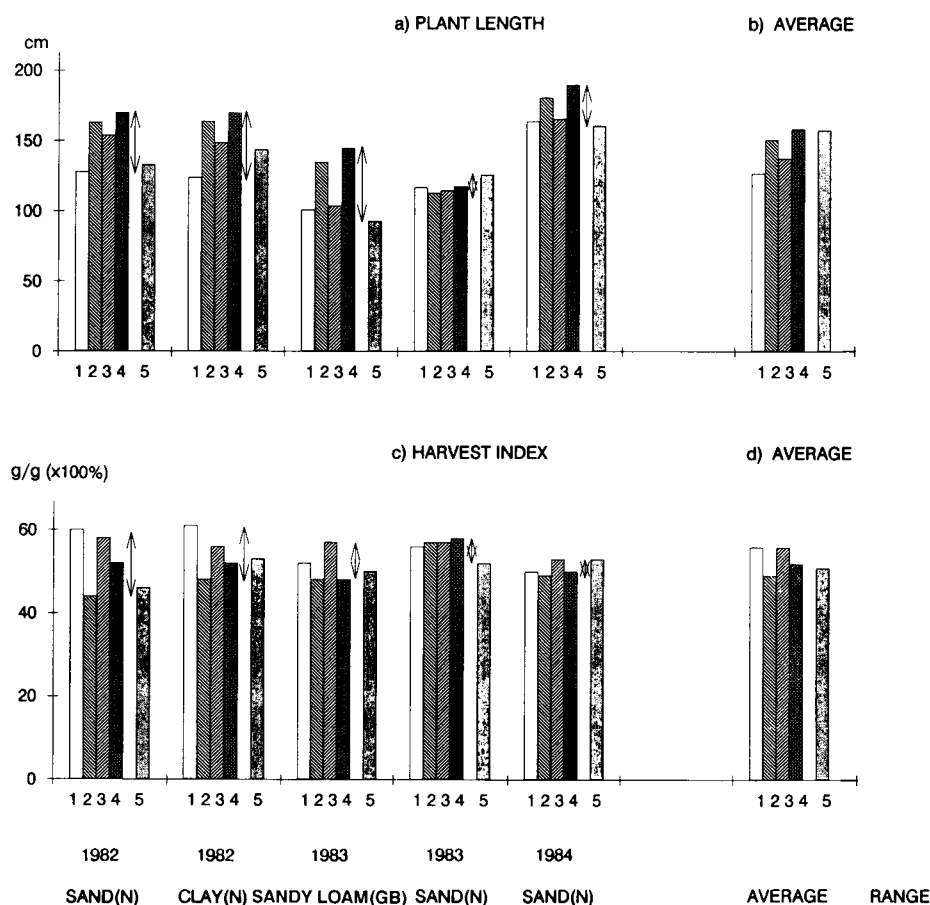 a) PLANT LENGTH b) AVERAGE
cm
200
150
100
50
0
1 2 3 4 5 1 2 3 4 5 1 2 3 4 5 1 2 3 4 5 1 2 3 4 5 1 2 3 4 5
c) HARVEST INDEX d) AVERAGE
g/g (x100%)
60
40
20
0
1 2 3 4 5 1 2 3 4 5 1 2 3 4 5 1 2 3 4 5 1 2 3 4 5 1 2 3 4 5
1982 1982 1983 1983 1984
SAND(N) CLAY(N) SANDY LOAM(GB) SAND(N) SAND(N) AVERAGE RANGE